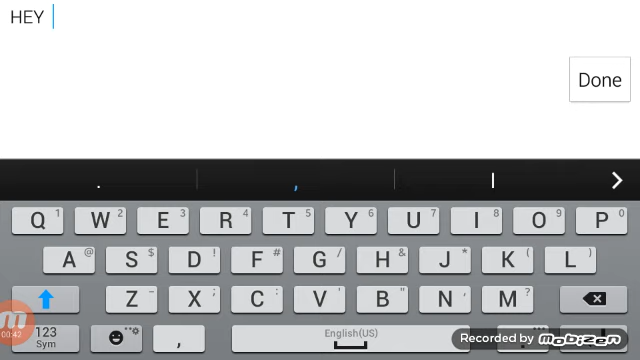 HEY
Done
. , I
Q 1 W 2 E 3 R 4 T 5 Y 6 U 7 I 8 O 9 P 0
A @ S $ D ! F # G / H & J * K ( L )
Z - X ; C : V ' B " N , M ?
00:42
123
Sym
, English(US)
Recorded by mobizen